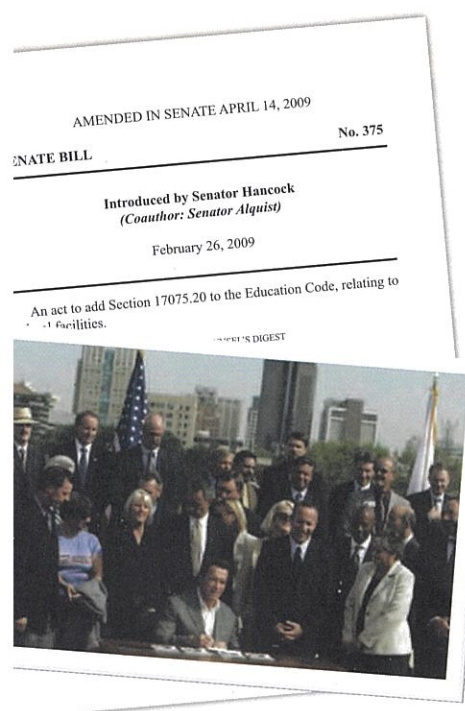 AMENDED IN SENATE APRIL 14, 2009
ENATE BILL
No. 375
Introduced by Senator Hancock
(Coauthor: Senator Alquist)
February 26, 2009
An act to add Section 17075.20 to the Education Code, relating to
facilities.
DIGEST